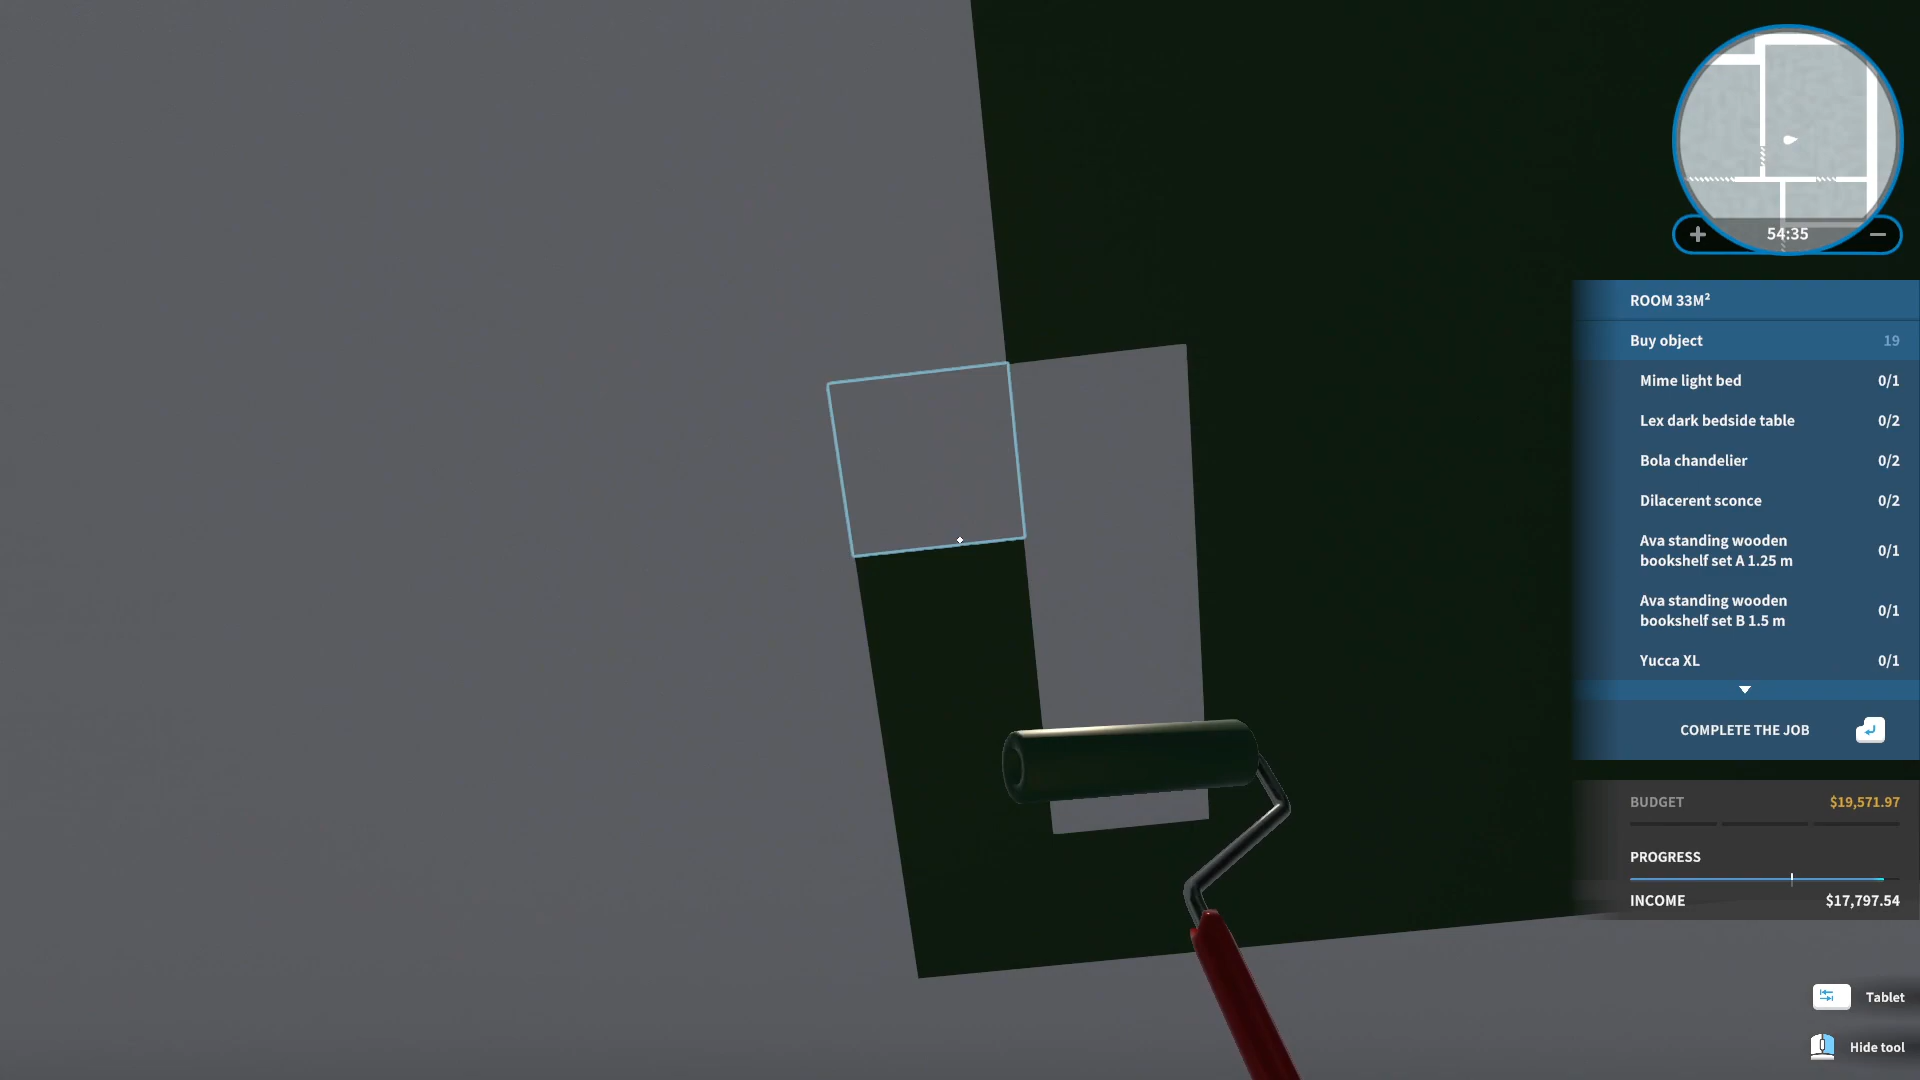 54:35
ROOM 33M²
Buy object 19
Mime light bed 0/1
Lex dark bedside table 0/2
Bola chandelier 0/2
Dilacerent sconce 0/2
Ava standing wooden
bookshelf set A 1.25 m 0/1
Ava standing wooden
bookshelf set B 1.5 m 0/1
Yucca XL 0/1
COMPLETE THE JOB
BUDGET $19,571.97
PROGRESS
INCOME $17,797.54
Tablet
Hide tool